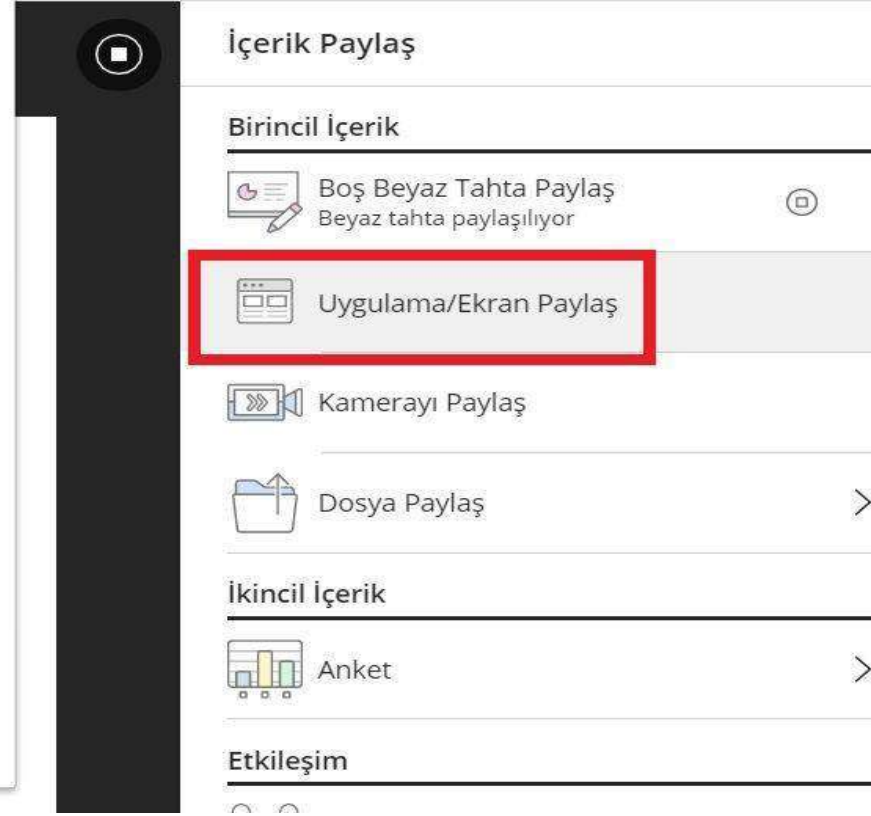 İçerik Paylaş
Birincil İçerik
Boş Beyaz Tahta Paylaş
Beyaz tahta paylaşılıyor
Uygulama/Ekran Paylaş
Kamerayı Paylaş
Dosya Paylaş
İkincil İçerik
Anket
Etkileşim